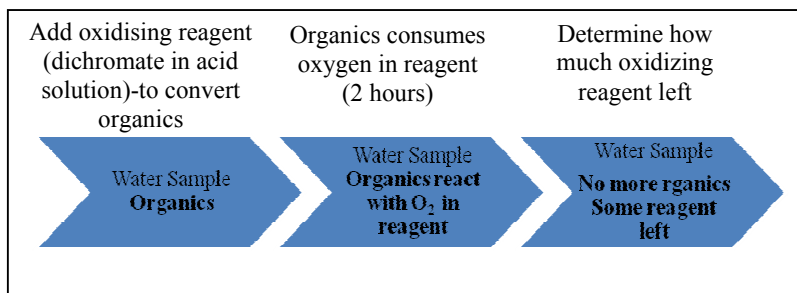 Add oxidising reagent
(dichromate in acid
solution)-to convert
organics
Organics consumes
oxygen in reagent
(2 hours)
Determine how
much oxidizing
reagent left
Water Sample
Organics
Water Sample
Organics react
with O₂ in
reagent
Water Sample
No more rganics
Some reagent
left